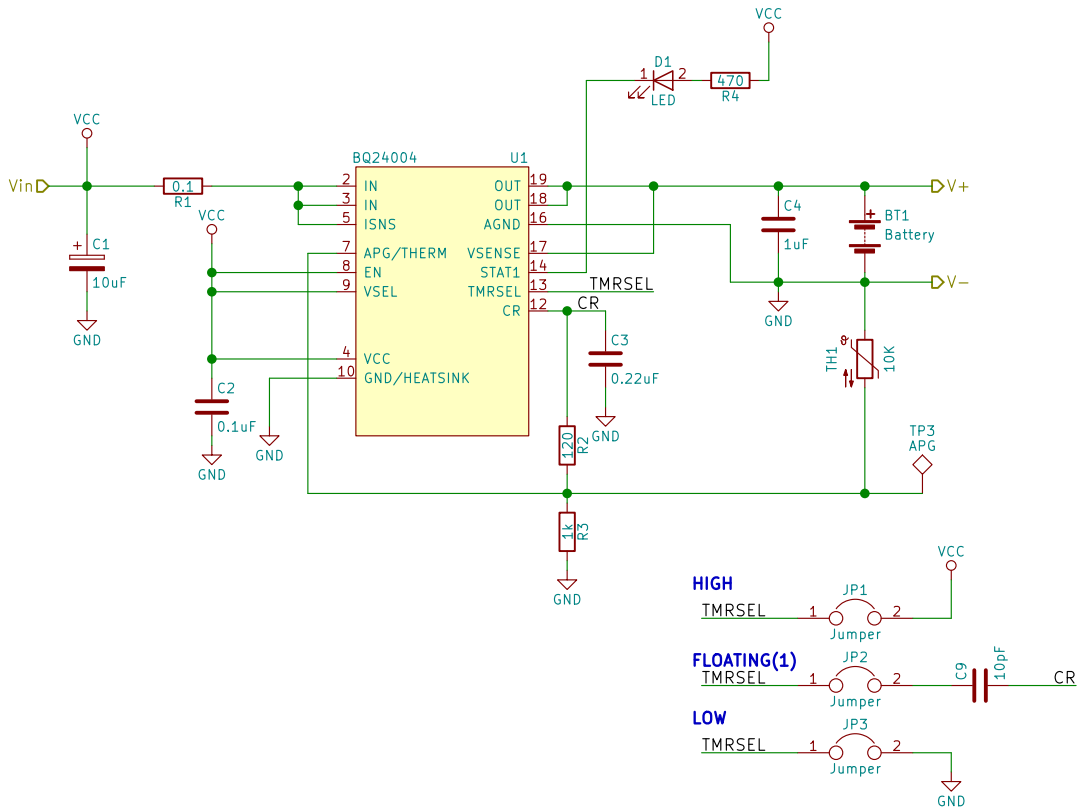 VCC
D1
1 2
LED
470
R4
VCC
Vin
0.1
R1
C1
10uF
GND
VCC
C2
0.1uF
GND
GND
BQ24004 U1
2 IN OUT 19
3 IN OUT 18
5 ISNS AGND 16
7 APG/THERM VSENSE 17
8 EN STAT1 14
9 VSEL TMRSEL 13 TMRSEL
CR 12 CR
4 VCC
10 GND/HEATSINK
C3
0.22uF
GND
120
R2
1k
R3
GND
C4
1uF
GND
BT1
Battery
V+
V-
TH1
10K
TP3
APG
HIGH
TMRSEL 1 JP1 2
Jumper
VCC
FLOATING(1)
TMRSEL 1 JP2 2
Jumper
C9
10pF
CR
LOW
TMRSEL 1 JP3 2
Jumper
GND